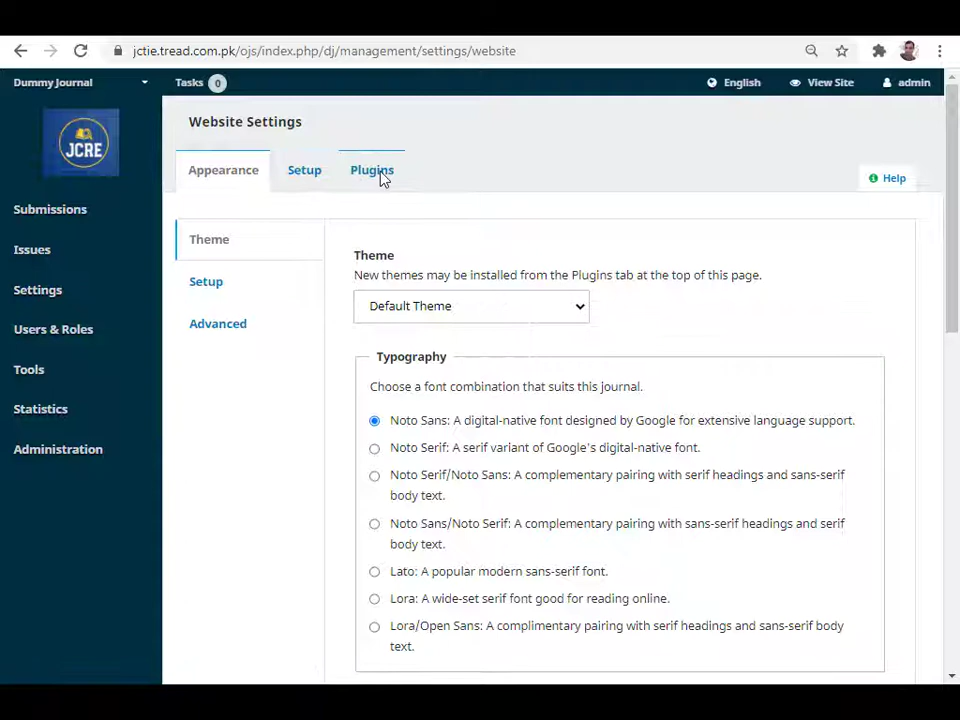 jctie.tread.com.pk/ojs/index.php/dj/management/settings/website
Dummy Journal
Tasks 0
English
View Site
admin
JCRE
Submissions
Issues
Settings
Users & Roles
Tools
Statistics
Administration
Website Settings
Appearance
Setup
Plugins
Help
Theme
Setup
Advanced
Theme
New themes may be installed from the Plugins tab at the top of this page.
Default Theme
Typography
Choose a font combination that suits this journal.
Noto Sans: A digital-native font designed by Google for extensive language support.
Noto Serif: A serif variant of Google's digital-native font.
Noto Serif/Noto Sans: A complementary pairing with serif headings and sans-serif
body text.
Noto Sans/Noto Serif: A complementary pairing with sans-serif headings and serif
body text.
Lato: A popular modern sans-serif font.
Lora: A wide-set serif font good for reading online.
Lora/Open Sans: A complimentary pairing with serif headings and sans-serif body
text.